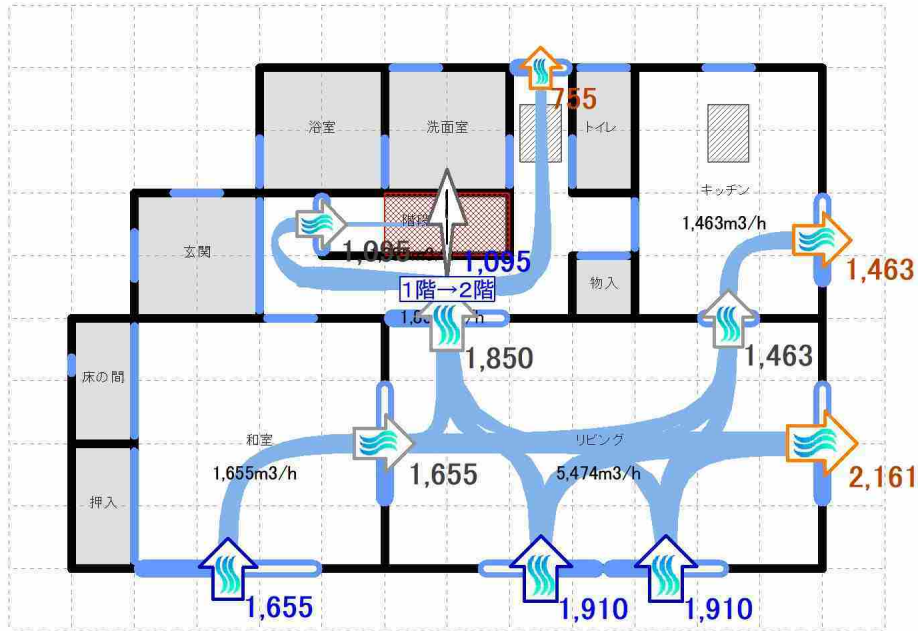 755
浴室
洗面室
トイレ
キッチン
1,463m3/h
階段
玄関
1,095
1,095
1,463
物入
1階→2階
1,850
1,463
床の間
和室
1,655m3/h
1,655
リビング
5,474m3/h
2,161
押入
1,655
1,910
1,910